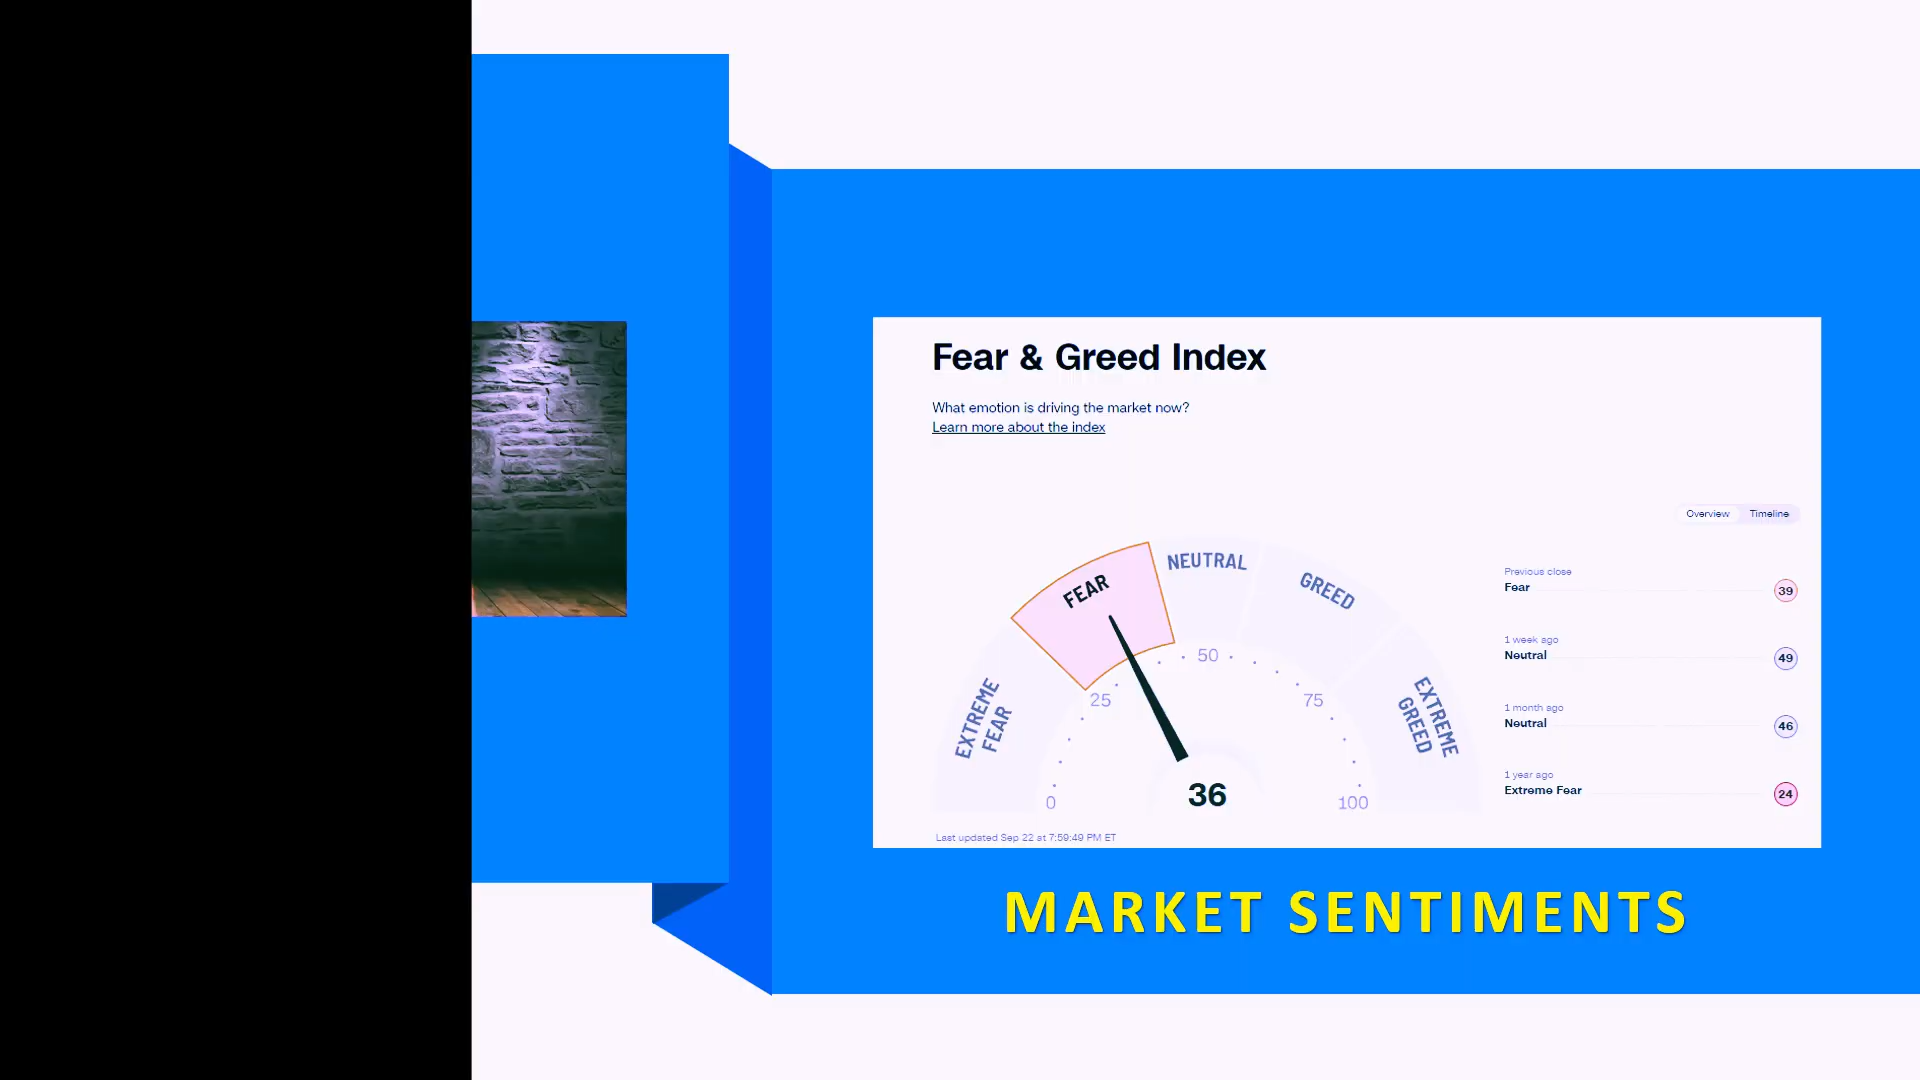 Fear & Greed Index
What emotion is driving the market now?
Learn more about the index
Overview Timeline
EXTREME FEAR
FEAR
NEUTRAL
GREED
EXTREME GREED
0
25
50
75
100
36
Previous close
Fear 39
1 week ago
Neutral 49
1 month ago
Neutral 46
1 year ago
Extreme Fear 24
Last updated Sep 22 at 7:59:49 PM ET
MARKET SENTIMENTS